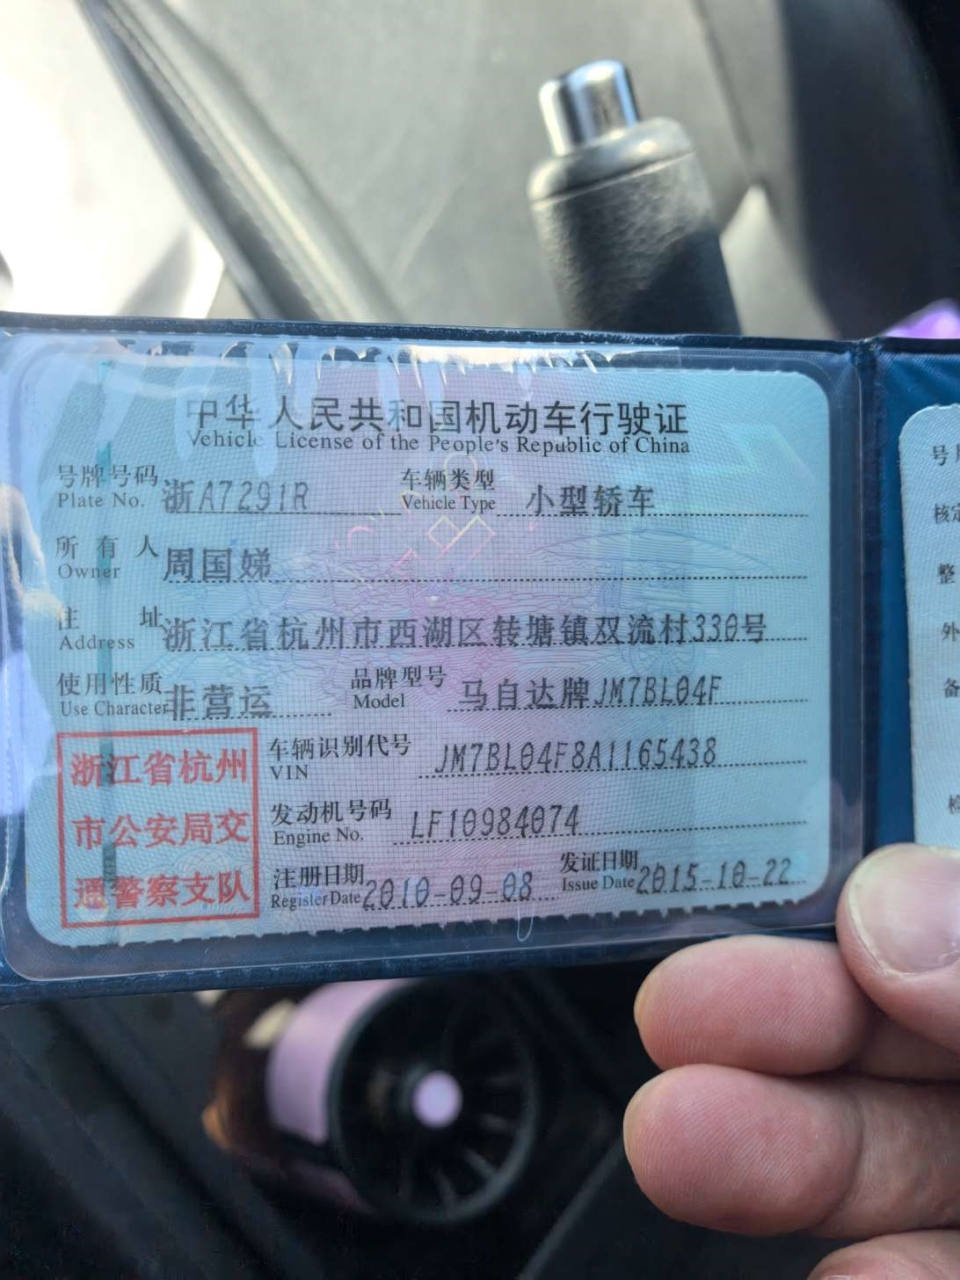 中华人民共和国机动车行驶证
Vehicle License of the People's Republic of China
号牌号码 浙A7291R 车辆类型 小型轿车
Plate No. Vehicle Type
所有人 周国娣
Owner
住址 浙江省杭州市西湖区转塘镇双流村330号
Address
使用性质 非营运 品牌型号 马自达牌JM7BL04F
Use Character Model
浙江省杭州
市公安局交
通警察支队
车辆识别代号 JM7BL04F8A1165438
VIN
发动机号码 LF10984074
Engine No.
注册日期 2010-09-08 发证日期 2015-10-22
Register Date Issue Date
号
核定
整
外
备
检